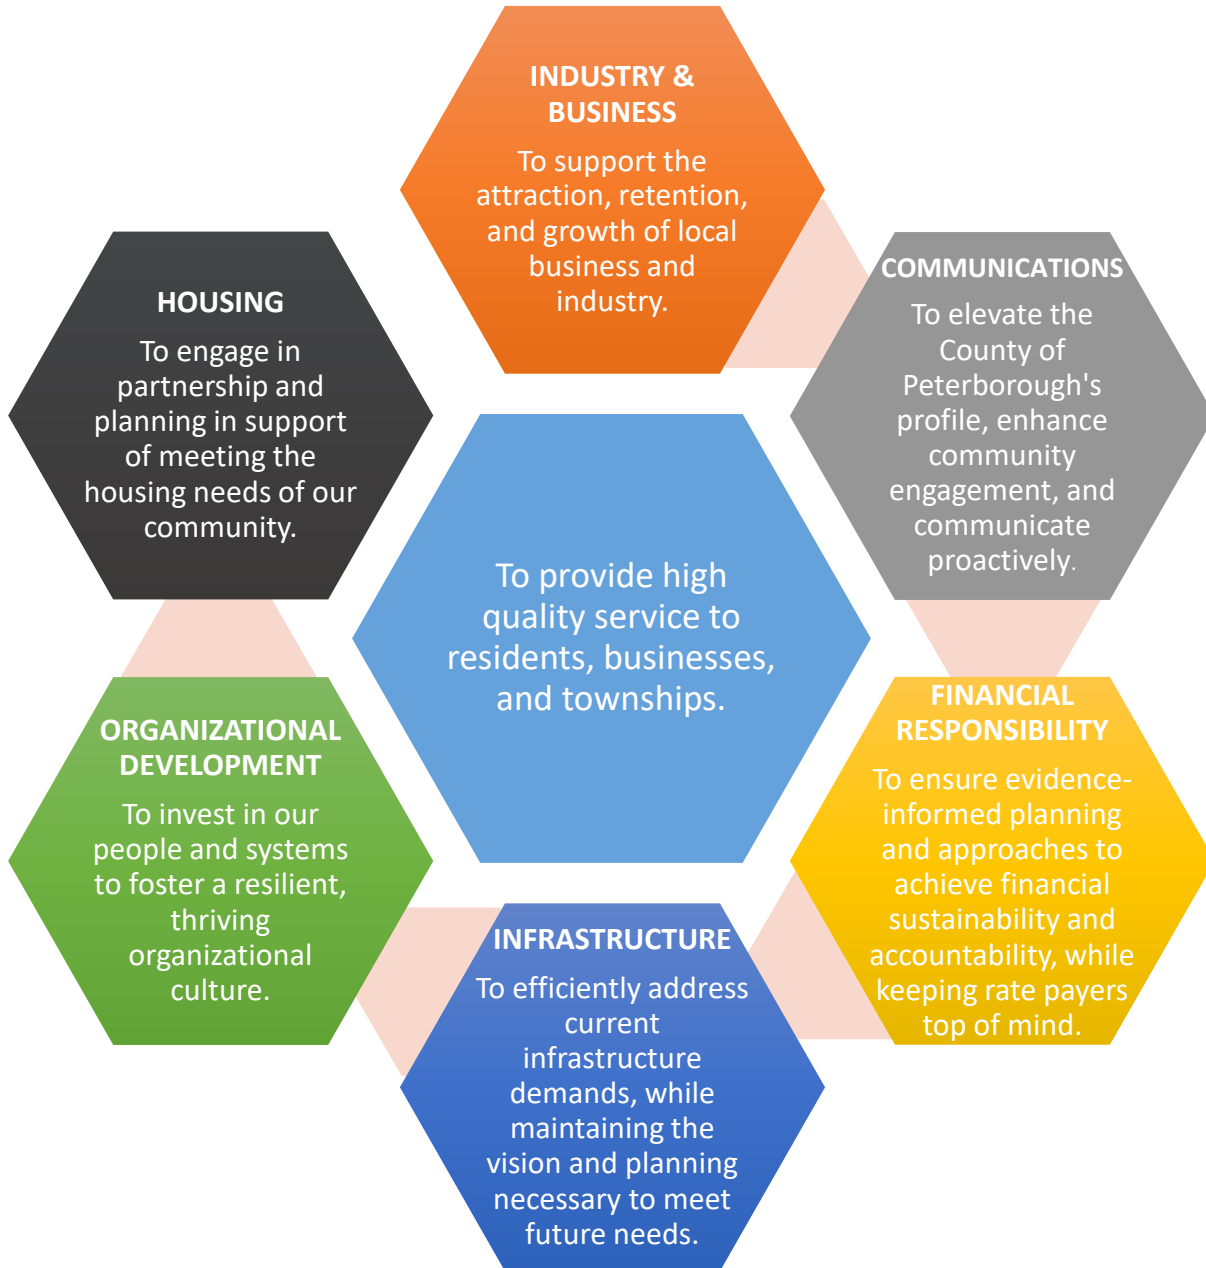 INDUSTRY &
BUSINESS
To support the
attraction, retention,
and growth of local
business and
industry.
COMMUNICATIONS
To elevate the
County of
Peterborough's
profile, enhance
community
engagement, and
communicate
proactively.
FINANCIAL
RESPONSIBILITY
To ensure evidence-
informed planning
and approaches to
achieve financial
sustainability and
accountability, while
keeping rate payers
top of mind.
INFRASTRUCTURE
To efficiently address
current
infrastructure
demands, while
maintaining the
vision and planning
necessary to meet
future needs.
ORGANIZATIONAL
DEVELOPMENT
To invest in our
people and systems
to foster a resilient,
thriving
organizational
culture.
HOUSING
To engage in
partnership and
planning in support
of meeting the
housing needs of our
community.
To provide high
quality service to
residents, businesses,
and townships.